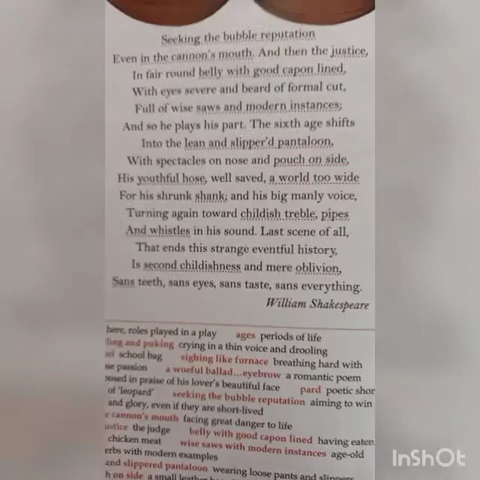 Seeking the bubble reputation
Even in the cannon's mouth. And then the justice,
In fair round belly with good capon lined,
With eyes severe and beard of formal cut,
Full of wise saws and modern instances;
And so he plays his part. The sixth age shifts
Into the lean and slipper'd pantaloon,
With spectacles on nose and pouch on side,
His youthful hose, well saved, a world too wide
For his shrunk shank; and his big manly voice,
Turning again toward childish treble, pipes
And whistles in his sound. Last scene of all,
That ends this strange eventful history,
Is second childishness and mere oblivion,
Sans teeth, sans eyes, sans taste, sans everything.
William Shakespeare
here, roles played in a play ages periods of life
and puking crying in a thin voice and drooling
school bag sighing like furnace breathing hard with
passion a woeful ballad...eyebrow a romantic poem
in praise of his lover's beautiful face pard poetic
of 'leopard' seeking the bubble reputation aiming to win
and glory, even if they are short-lived
cannon's mouth facing great danger to life
the judge belly with good capon lined having eaten
chicken meat wise saws with modern instances age-old
with modern examples
and slippered pantaloon wearing loose pants and slippers
on side a small leather
InShOt